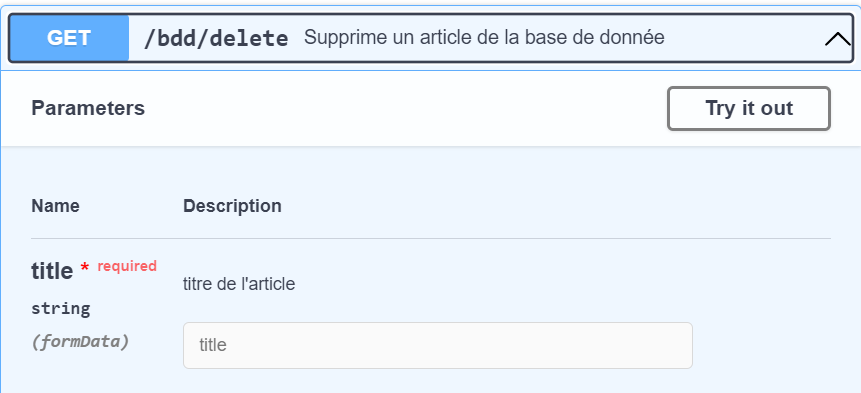 GET /bdd/delete Supprime un article de la base de donnée
Parameters Try it out
Name Description
title * required
titre de l'article
string
(formData)
title